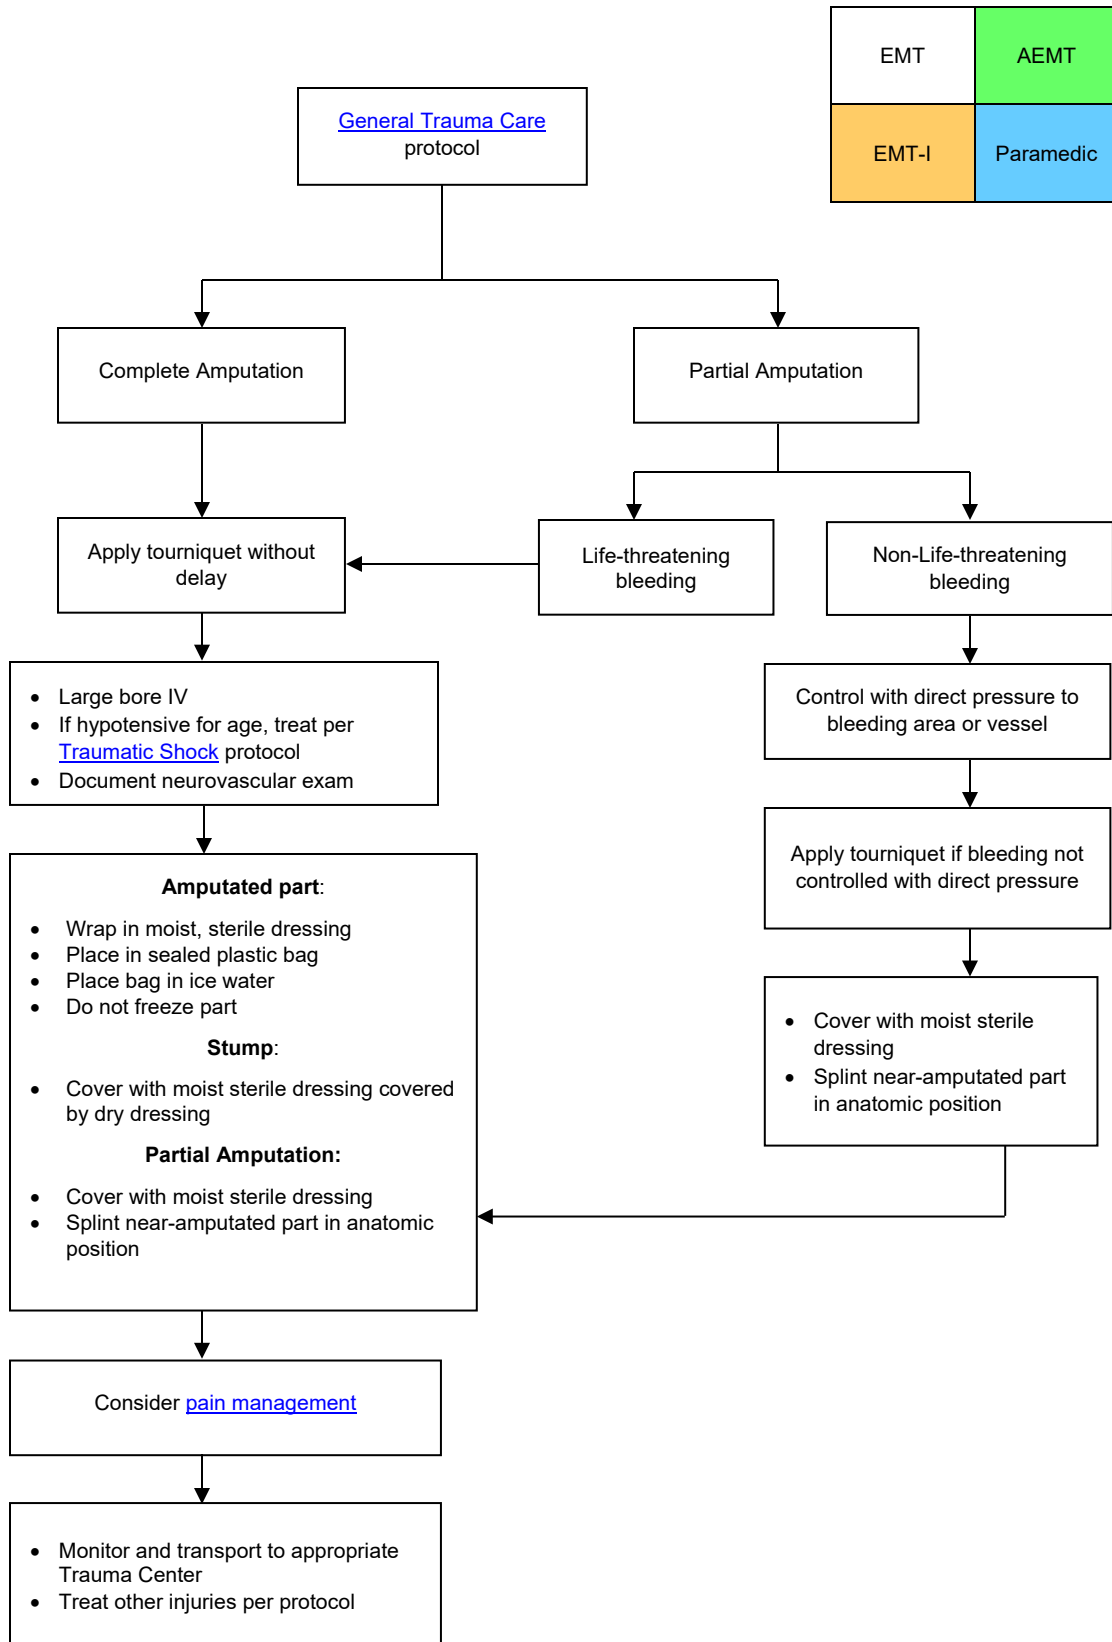 EMT
AEMT
EMT-I
Paramedic
General Trauma Care
protocol
Complete Amputation
Partial Amputation
Apply tourniquet without
delay
Life-threatening
bleeding
Non-Life-threatening
bleeding
• Large bore IV
• If hypotensive for age, treat per
Traumatic Shock protocol
• Document neurovascular exam
Control with direct pressure to
bleeding area or vessel
Apply tourniquet if bleeding not
controlled with direct pressure
• Cover with moist sterile
dressing
• Splint near-amputated part
in anatomic position
Amputated part:
• Wrap in moist, sterile dressing
• Place in sealed plastic bag
• Place bag in ice water
• Do not freeze part
Stump:
• Cover with moist sterile dressing covered
by dry dressing
Partial Amputation:
• Cover with moist sterile dressing
• Splint near-amputated part in anatomic
position
Consider pain management
• Monitor and transport to appropriate
Trauma Center
• Treat other injuries per protocol